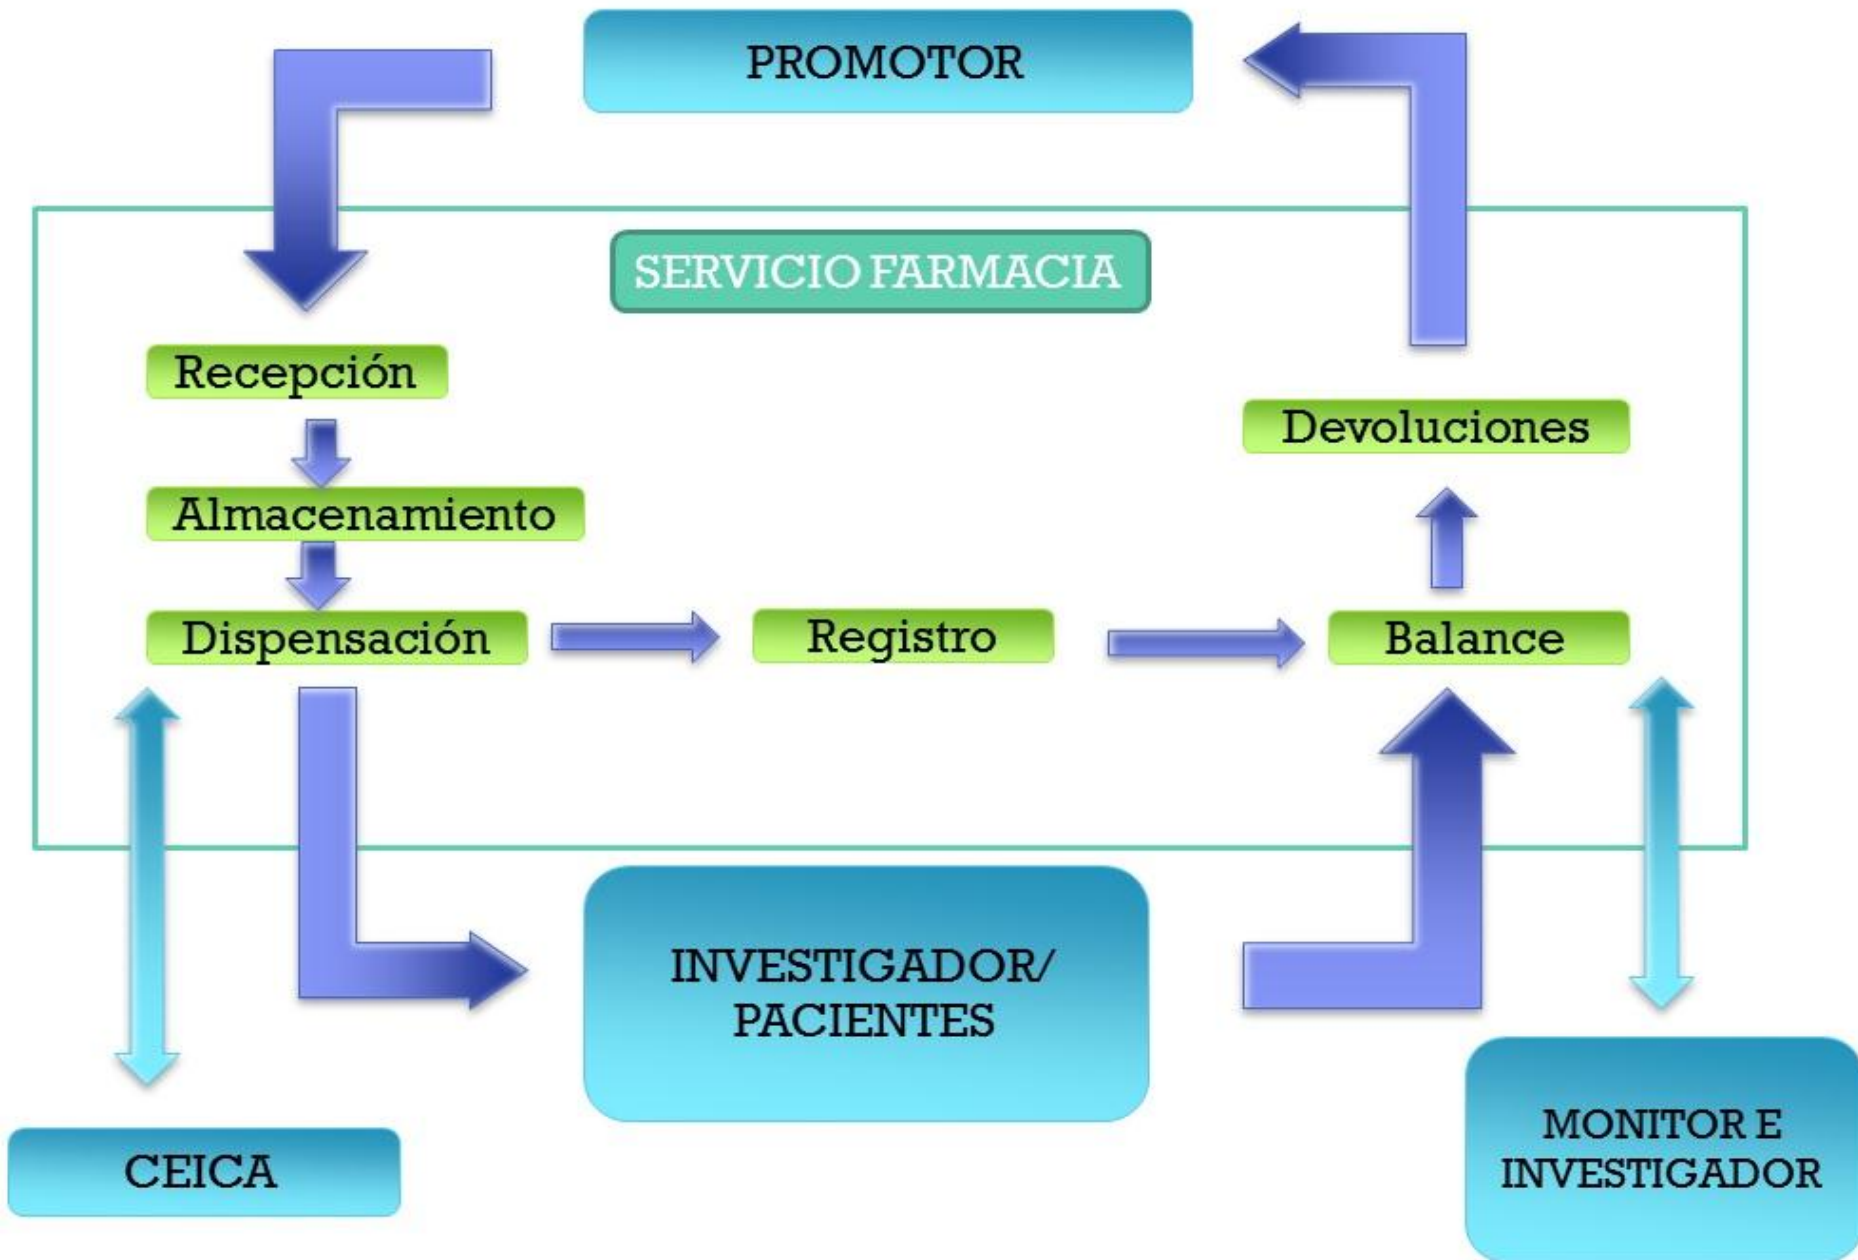 PROMOTOR
SERVICIO FARMACIA
Recepción
Devoluciones
Almacenamiento
Dispensación
Registro
Balance
INVESTIGADOR/
PACIENTES
CEICA
MONITOR E
INVESTIGADOR